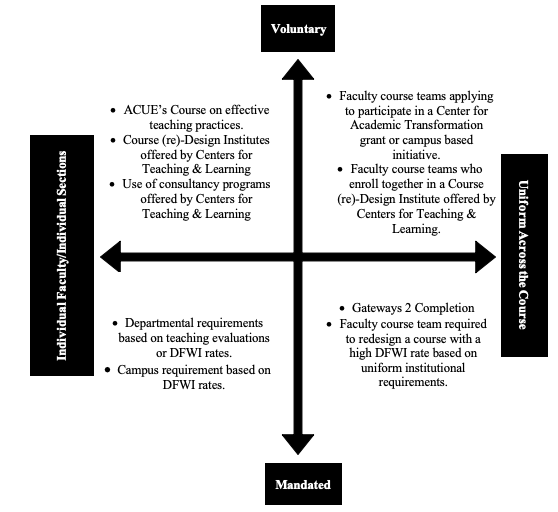 Voluntary
• ACUE's Course on effective
teaching practices.
• Course (re)-Design Institutes
offered by Centers for
Teaching & Learning
• Use of consultancy programs
offered by Centers for
Teaching & Learning
• Faculty course teams applying
to participate in a Center for
Academic Transformation
grant or campus based
initiative.
• Faculty course teams who
enroll together in a Course
(re)-Design Institute offered by
Centers for Teaching &
Learning.
Individual Faculty/Individual Sections
Uniform Across the Course
• Departmental requirements
based on teaching evaluations
or DFWI rates.
• Campus requirement based on
DFWI rates.
• Gateways 2 Completion
• Faculty course team required
to redesign a course with a
high DFWI rate based on
uniform institutional
requirements.
Mandated